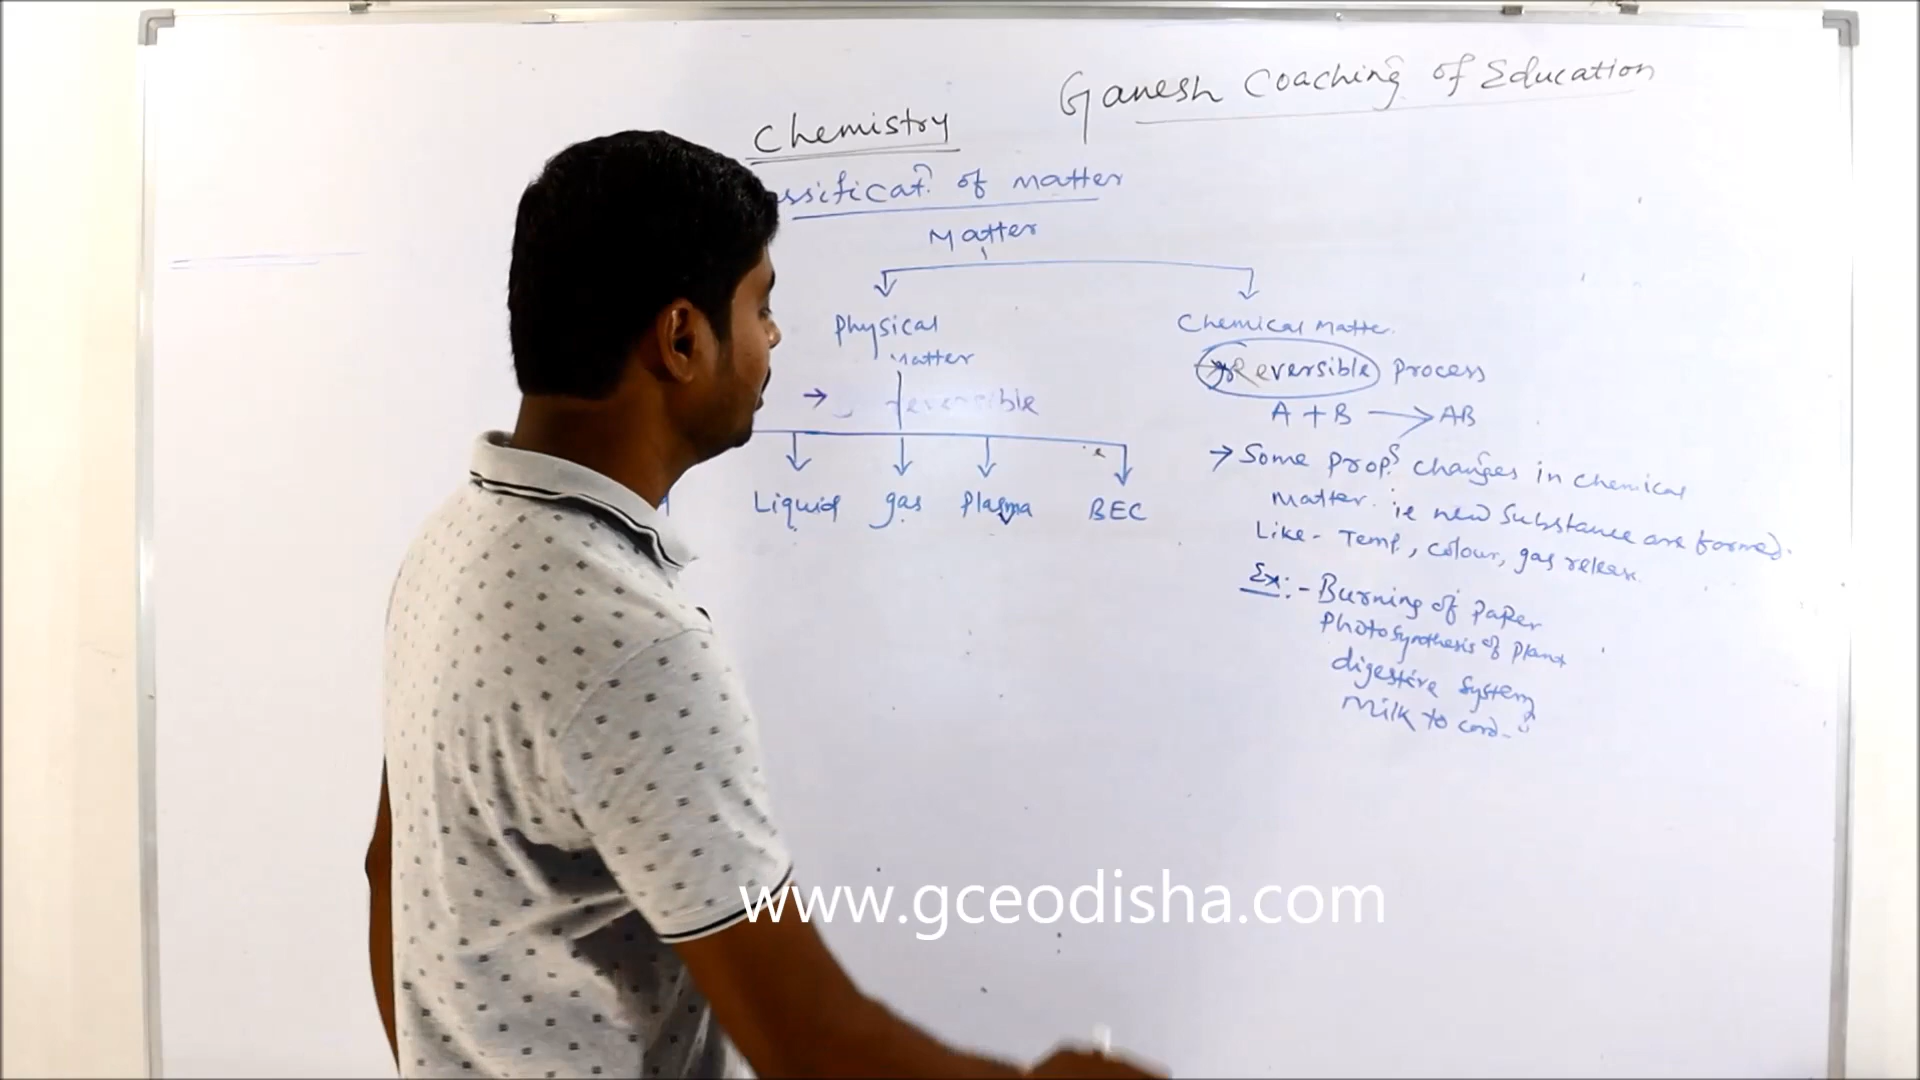 Ganesh Coaching of Education
Chemistry
ssificat? of matter
Matter
Physical
Matter
Chemical Matte.
→ Reversible
Reversible Process
A + B → AB
Liquid gas Plasma BEC
→ Some prop.s changes in chemical
matter. ie new substance are formed.
Like - Temp, colour, gas release.
Ex:- Burning of Paper
Photosynthesis of plant
digestive system
Milk to
www.gceodisha.com